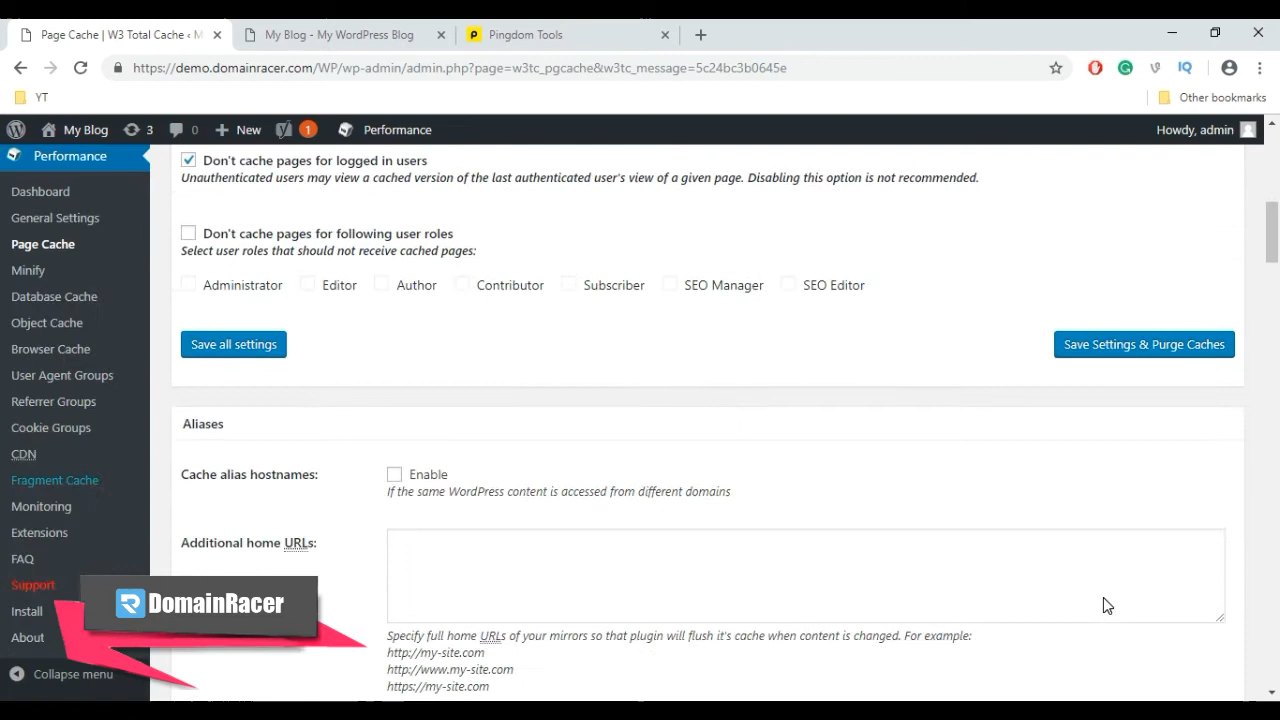 Page Cache | W3 Total Cache ‹ M
My Blog - My WordPress Blog
Pingdom Tools
https://demo.domainracer.com/WP/wp-admin/admin.php?page=w3tc_pgcache&w3tc_message=5c24bc3b0645e
YT
Other bookmarks
My Blog
3
0
New
1
Performance
Howdy, admin
Performance
Dashboard
General Settings
Page Cache
Minify
Database Cache
Object Cache
Browser Cache
User Agent Groups
Referrer Groups
Cookie Groups
CDN
Fragment Cache
Monitoring
Extensions
FAQ
Support
Install
About
Collapse menu
Don't cache pages for logged in users
Unauthenticated users may view a cached version of the last authenticated user's view of a given page. Disabling this option is not recommended.
Don't cache pages for following user roles
Select user roles that should not receive cached pages:
Administrator Editor Author Contributor Subscriber SEO Manager SEO Editor
Save all settings
Save Settings & Purge Caches
Aliases
Cache alias hostnames:
Enable
If the same WordPress content is accessed from different domains
Additional home URLs:
Specify full home URLs of your mirrors so that plugin will flush it's cache when content is changed. For example:
http://my-site.com
http://www.my-site.com
https://my-site.com
DomainRacer